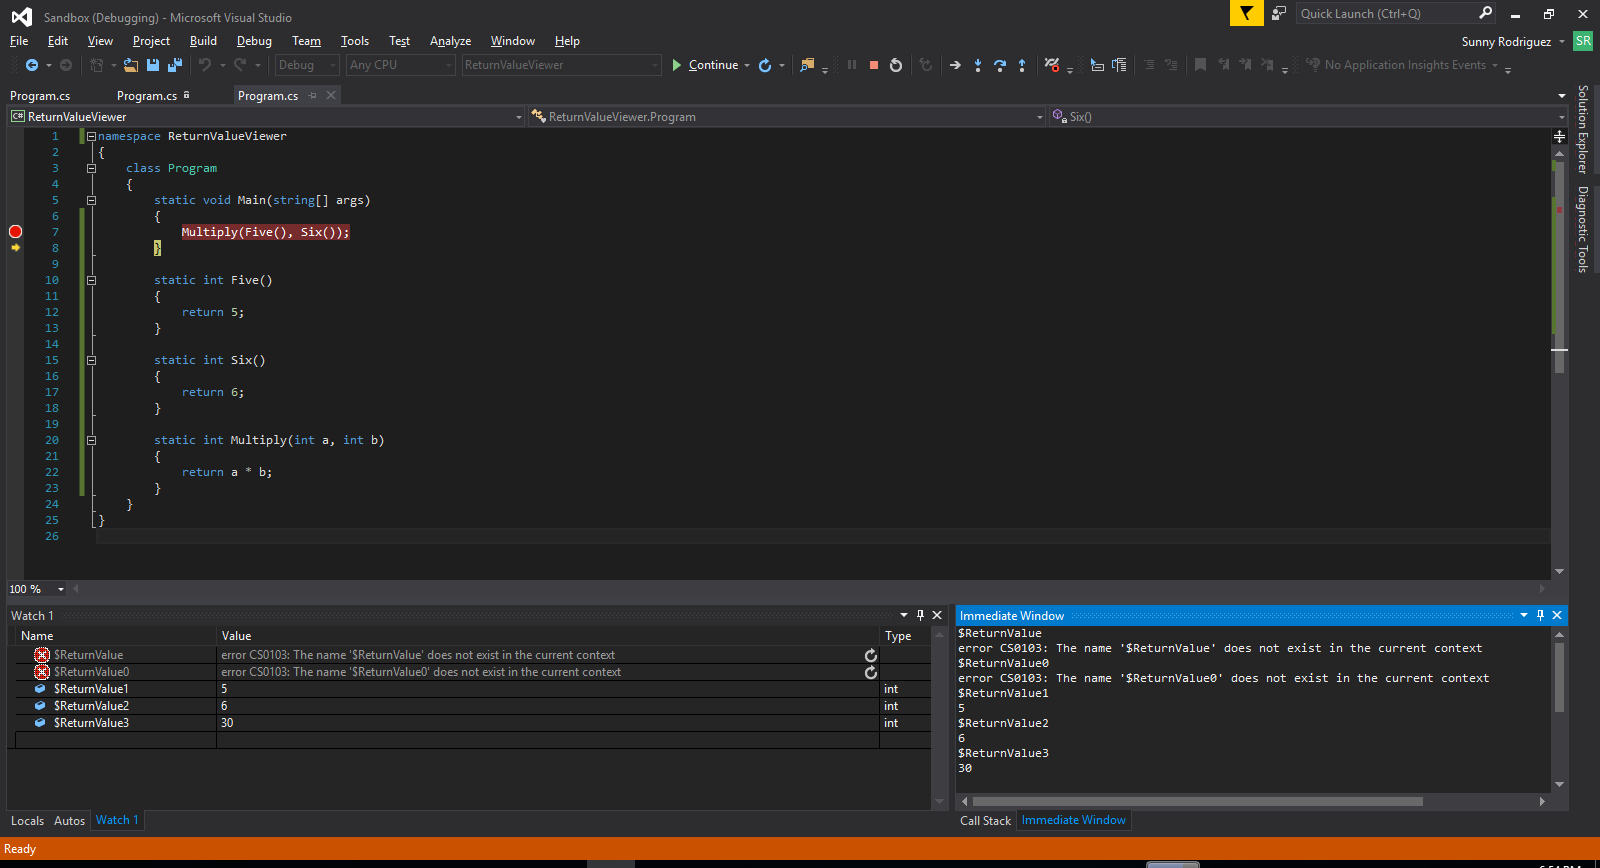 Sandbox (Debugging) - Microsoft Visual Studio
Quick Launch (Ctrl+Q)
File Edit View Project Build Debug Team Tools Test Analyze Window Help
Sunny Rodriguez SR
Debug Any CPU ReturnValueViewer Continue No Application Insights Events
Program.cs Program.cs Program.cs
C# ReturnValueViewer ReturnValueViewer.Program Six()
Solution Explorer
Diagnostic Tools
1 namespace ReturnValueViewer
2 {
3 class Program
4 {
5 static void Main(string[] args)
6 {
7 Multiply(Five(), Six());
8 }
9
10 static int Five()
11 {
12 return 5;
13 }
14
15 static int Six()
16 {
17 return 6;
18 }
19
20 static int Multiply(int a, int b)
21 {
22 return a * b;
23 }
24 }
25 }
26
100 %
Watch 1
Name Value Type
$ReturnValue error CS0103: The name '$ReturnValue' does not exist in the current context
$ReturnValue0 error CS0103: The name '$ReturnValue0' does not exist in the current context
$ReturnValue1 5 int
$ReturnValue2 6 int
$ReturnValue3 30 int
Locals Autos Watch 1
Immediate Window
$ReturnValue
error CS0103: The name '$ReturnValue' does not exist in the current context
$ReturnValue0
error CS0103: The name '$ReturnValue0' does not exist in the current context
$ReturnValue1
5
$ReturnValue2
6
$ReturnValue3
30
Call Stack Immediate Window
Ready